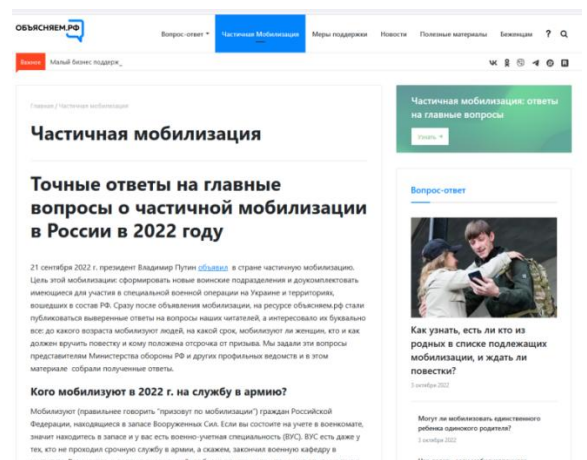 ОБЪЯСНЯЕМ.РФ
Вопрос-ответ Частичная Мобилизация Меры поддержки Новости Полезные материалы Беженцам ?
Важное Малый бизнес поддерж_
Главная / Частичная мобилизация
Частичная мобилизация
Точные ответы на главные
вопросы о частичной мобилизации
в России в 2022 году
21 сентября 2022 г. президент Владимир Путин объявил в стране частичную мобилизацию.
Цель этой мобилизации: сформировать новые воинские подразделения и доукомплектовать
имеющиеся для участия в специальной военной операции на Украине и территориях,
вошедших в состав РФ. Сразу после объявления мобилизации, на ресурсе объясняем.рф стали
публиковаться выверенные ответы на вопросы наших читателей, а интересовало их буквально
все: до какого возраста мобилизуют людей, на какой срок, мобилизуют ли женщин, кто и как
должен вручить повестку и кому положена отсрочка от призыва. Мы задали эти вопросы
представителям Министерства обороны РФ и других профильных ведомств и в этом
материале собрали полученные ответы.
Кого мобилизуют в 2022 г. на службу в армию?
Мобилизуют (правильнее говорить "призовут по мобилизации") граждан Российской
Федерации, находящиеся в запасе Вооруженных Сил. Если вы состоите на учете в военкомате,
значит находитесь в запасе и у вас есть военно-учетная специальность (ВУС). ВУС есть даже у
тех, кто не проходил срочную службу в армии, а скажем, закончил военную кафедру в
Частичная мобилизация: ответы
на главные вопросы
Узнать
Вопрос-ответ
Как узнать, есть ли кто из
родных в списке подлежащих
мобилизации, и ждать ли
повестки?
3 октября 2022
Могут ли мобилизовать единственного
ребенка одинокого родителя?
3 октября 2022